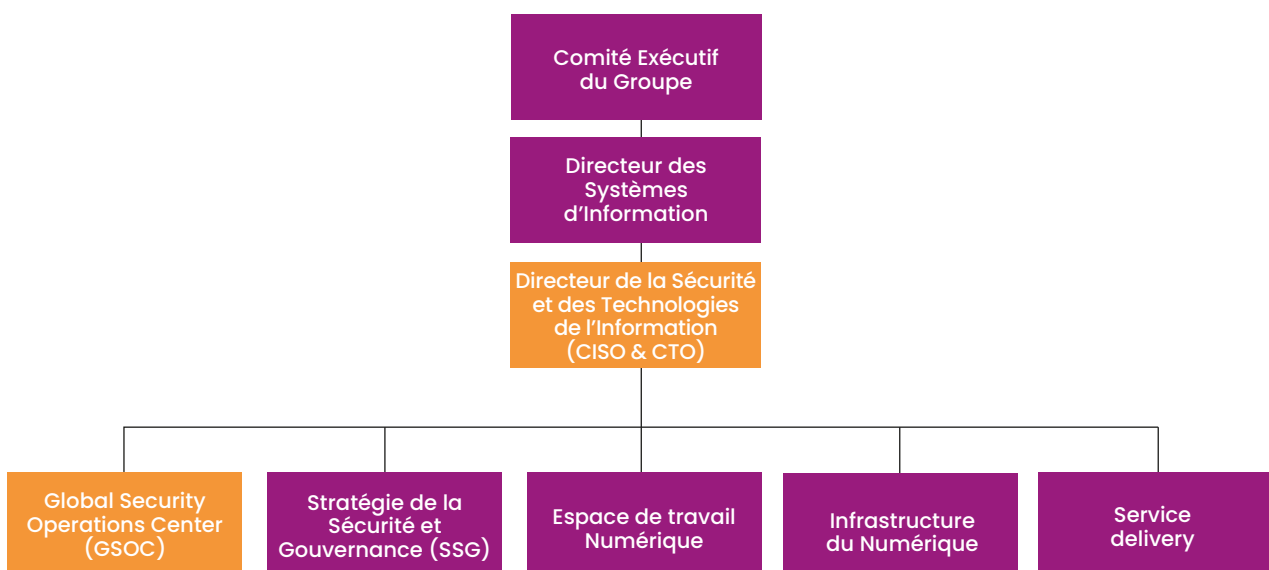 Comité Exécutif
du Groupe
Directeur des
Systèmes
d’Information
Directeur de la Sécurité
et des Technologies
de l’Information
(CISO & CTO)
Global Security
Operations Center
(GSOC)
Stratégie de la
Sécurité et
Gouvernance (SSG)
Espace de travail
Numérique
Infrastructure
du Numérique
Service
delivery